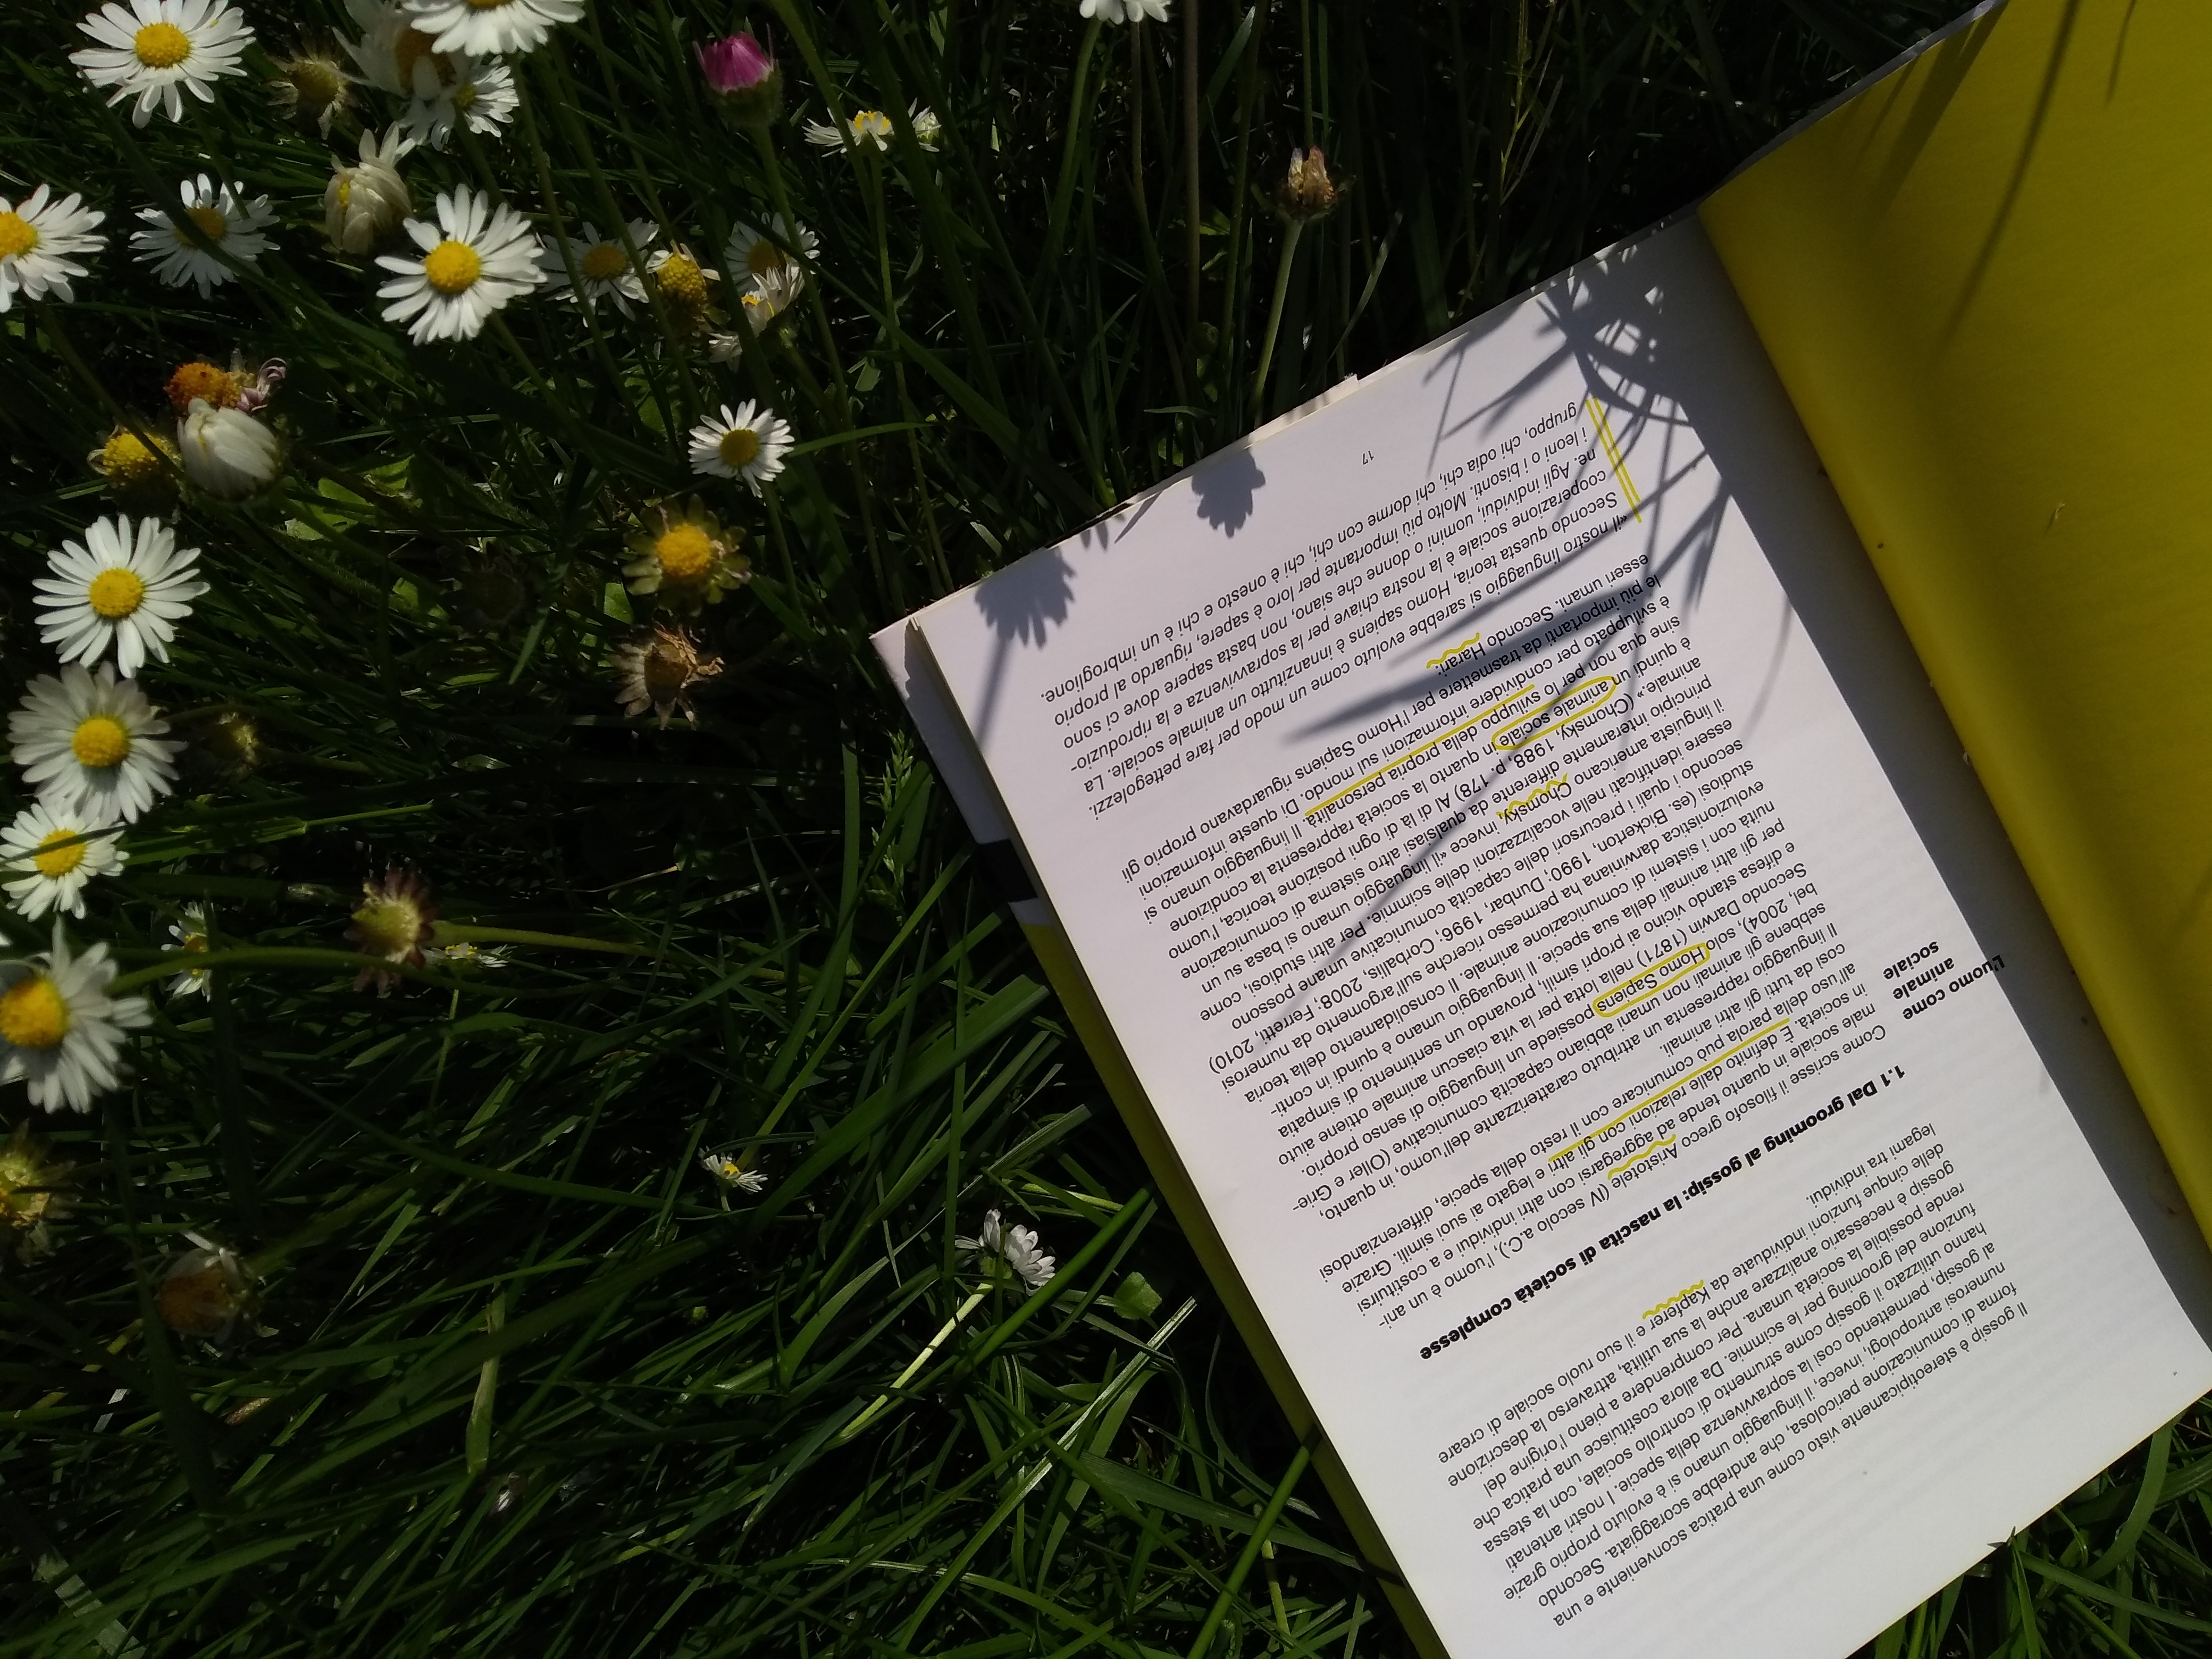 Il gossip è stereotipicamente visto come una pratica sconveniente e una
forma di comunicazione pericolosa, che andrebbe scoraggiata. Secondo
numerosi antropologi, invece, il linguaggio umano si è evoluto proprio grazie
al gossip, permettendo così la sopravvivenza della specie. I nostri antenati
hanno utilizzato il gossip come strumento di controllo sociale, con la stessa
funzione del grooming per le scimmie. Da allora costituisce una pratica che
rende possibile la società umana. Per comprendere a pieno l'origine del
gossip è necessario analizzare anche la sua utilità, attraverso la descrizione
delle cinque funzioni individuate da Kapferer e il suo ruolo sociale di creare
legami tra individui.
1.1 Dal grooming al gossip: la nascita di società complesse
L'uomo come
animale
sociale
Come scrisse il filosofo greco Aristotele (IV secolo a.C.), l'uomo è un ani-
male sociale in quanto tende ad aggregarsi con altri individui e a costituirsi
in società. È definito dalle relazioni con gli altri e legato ai suoi simili. Grazie
all'uso della parola può comunicare con il resto della specie, differenziandosi
così da tutti gli altri animali.
Il linguaggio rappresenta un attributo caratterizzante dell'uomo, in quanto,
sebbene gli animali non umani abbiano capacità comunicative (Oller e Grie-
bel, 2004), solo Homo Sapiens possiede un linguaggio di senso proprio.
Secondo Darwin (1871) nella lotta per la vita ciascun animale ottiene aiuto
e difesa stando vicino ai propri simili, provando un sentimento di simpatia
per gli altri animali della sua specie. Il linguaggio umano è quindi in conti-
nuità con i sistemi di comunicazione animale. Il consolidamento della teoria
evoluzionistica darwiniana ha permesso ricerche sull'argomento da numerosi
studiosi (es. Bickerton, 1990; Dunbar, 1996; Corballis, 2008; Ferretti, 2010)
secondo i quali i precursori delle capacità comunicative umane possono
essere identificati nelle vocalizzazioni delle scimmie. Per altri studiosi, come
il linguista americano Chomsky, invece «il linguaggio umano si basa su un
principio interamente differente da qualsiasi altro sistema di comunicazione
animale.» (Chomsky, 1988, p. 178) Al di là di ogni posizione teorica, l'uomo
è quindi un animale sociale in quanto la società rappresenta la condizione
sine qua non per lo sviluppo della propria personalità. Il linguaggio umano si
è sviluppato per condividere informazioni sul mondo. Di queste informazioni
le più importanti da trasmettere per l'Homo Sapiens riguardavano proprio gli
esseri umani. Secondo Harari:
«il nostro linguaggio si sarebbe evoluto come un modo per fare pettegolezzi.
Secondo questa teoria, Homo sapiens è innanzitutto un animale sociale. La
cooperazione sociale è la nostra chiave per la sopravvivenza e la riproduzio-
ne. Agli individui, uomini o donne che siano, non basta sapere dove ci sono
i leoni o i bisonti. Molto più importante per loro è sapere, riguardo al proprio
gruppo, chi odia chi, chi dorme con chi, chi è onesto e chi è un imbroglione.
17